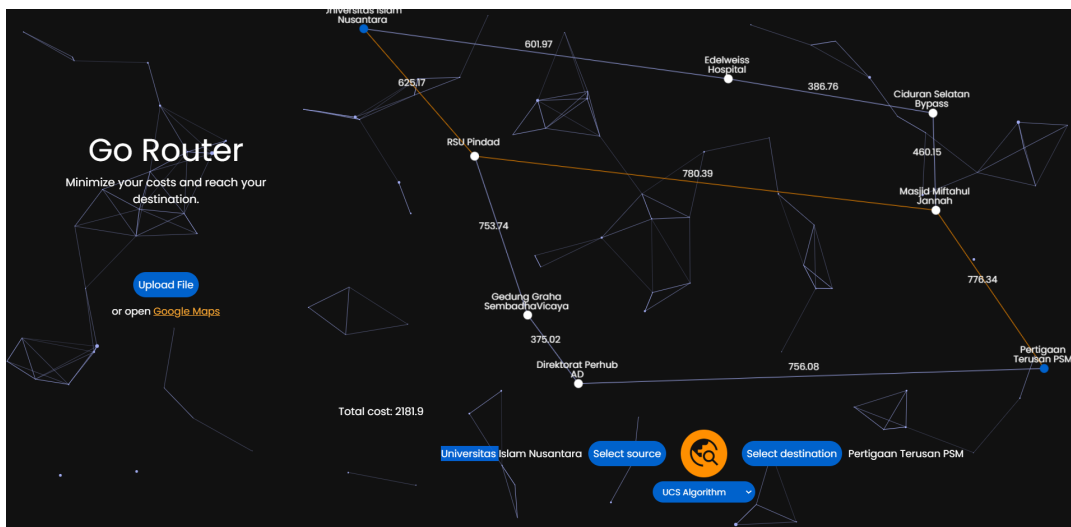 Universitas Islam
Nusantara
601.97
Edelweiss
Hospital
386.76
Ciduran Selatan
Bypass
625.17
RSU Pindad
460.15
780.39
Masjid Miftahul
Jannah
Go Router
Minimize your costs and reach your
destination.
753.74
776.34
Upload File
or open Google Maps
Gedung Graha
SembadhaVicaya
375.02
Direktorat Perhub
AD
756.08
Pertigaan
Terusan PSM
Total cost: 2181.9
Universitas Islam Nusantara Select source Select destination Pertigaan Terusan PSM
UCS Algorithm